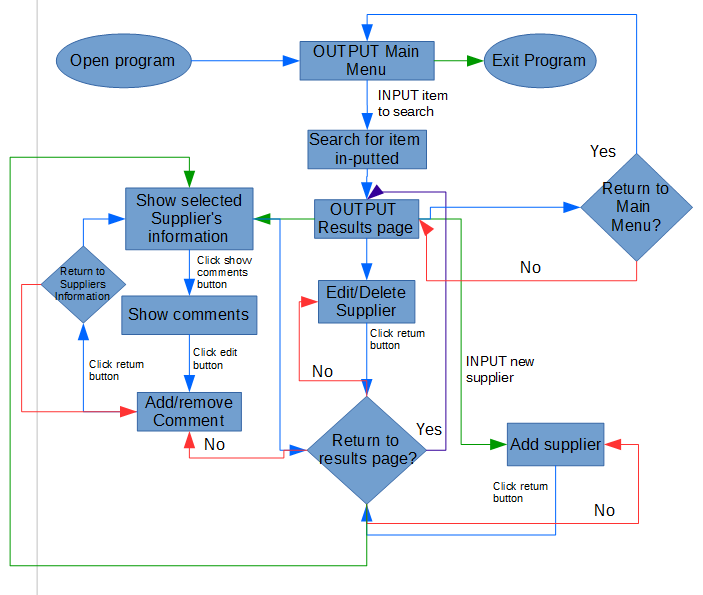 Open program
OUTPUT Main
Menu
Exit Program
INPUT item
to search
Search for item
in-putted
Yes
Return to
Main
Menu?
Show selected
Supplier's
information
OUTPUT
Results page
Return to
Suppliers
Information
Click show
comments
button
No
Show comments
Edit/Delete
Supplier
Click return
button
Click edit
button
Click return
button
No
INPUT new
supplier
Add/remove
Comment
No
Return to
results page?
Yes
Add supplier
Click return
button
No